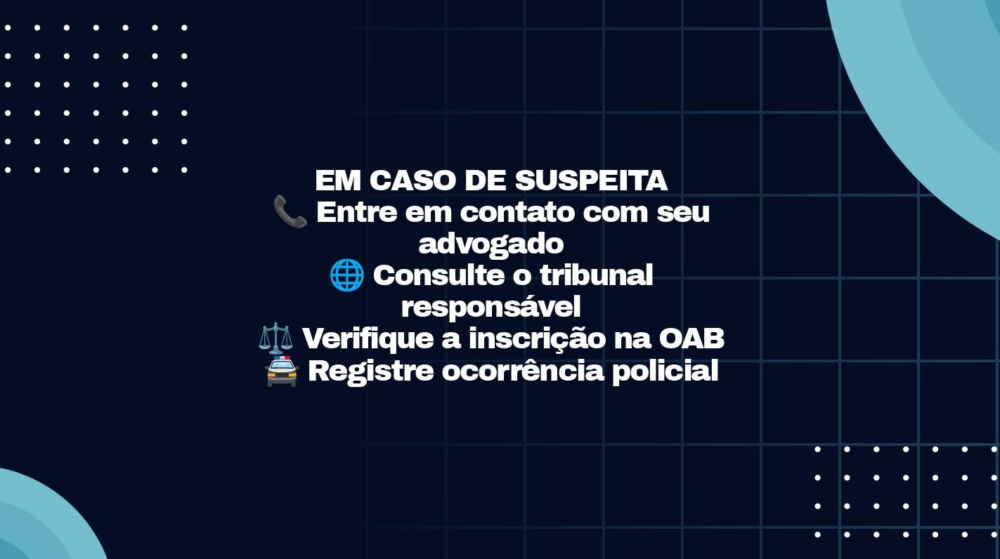 EM CASO DE SUSPEITA
📞 Entre em contato com seu
advogado
🌐 Consulte o tribunal
responsável
⚖️ Verifique a inscrição na OAB
🚔 Registre ocorrência policial